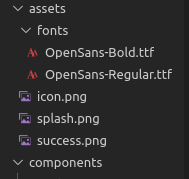 assets
fonts
OpenSans-Bold.ttf
OpenSans-Regular.ttf
icon.png
splash.png
success.png
components